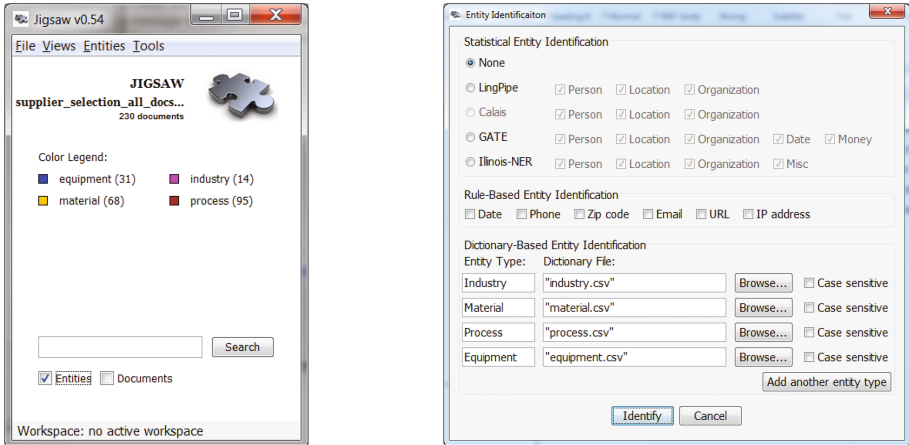 Jigsaw v0.54
File Views Entities Tools
JIGSAW
supplier_selection_all_docs...
230 documents
Color Legend:
equipment (31) industry (14)
material (68) process (95)
Search
Entities Documents
Workspace: no active workspace
Entity Identificaiton
Statistical Entity Identification
None
LingPipe Person Location Organization
Calais Person Location Organization
GATE Person Location Organization Date Money
Illinois-NER Person Location Organization Misc
Rule-Based Entity Identification
Date Phone Zip code Email URL IP address
Dictionary-Based Entity Identification
Entity Type: Dictionary File:
Industry "industry.csv" Browse... Case sensitive
Material "material.csv" Browse... Case sensitive
Process "process.csv" Browse... Case sensitive
Equipment "equipment.csv" Browse... Case sensitive
Add another entity type
Identify Cancel